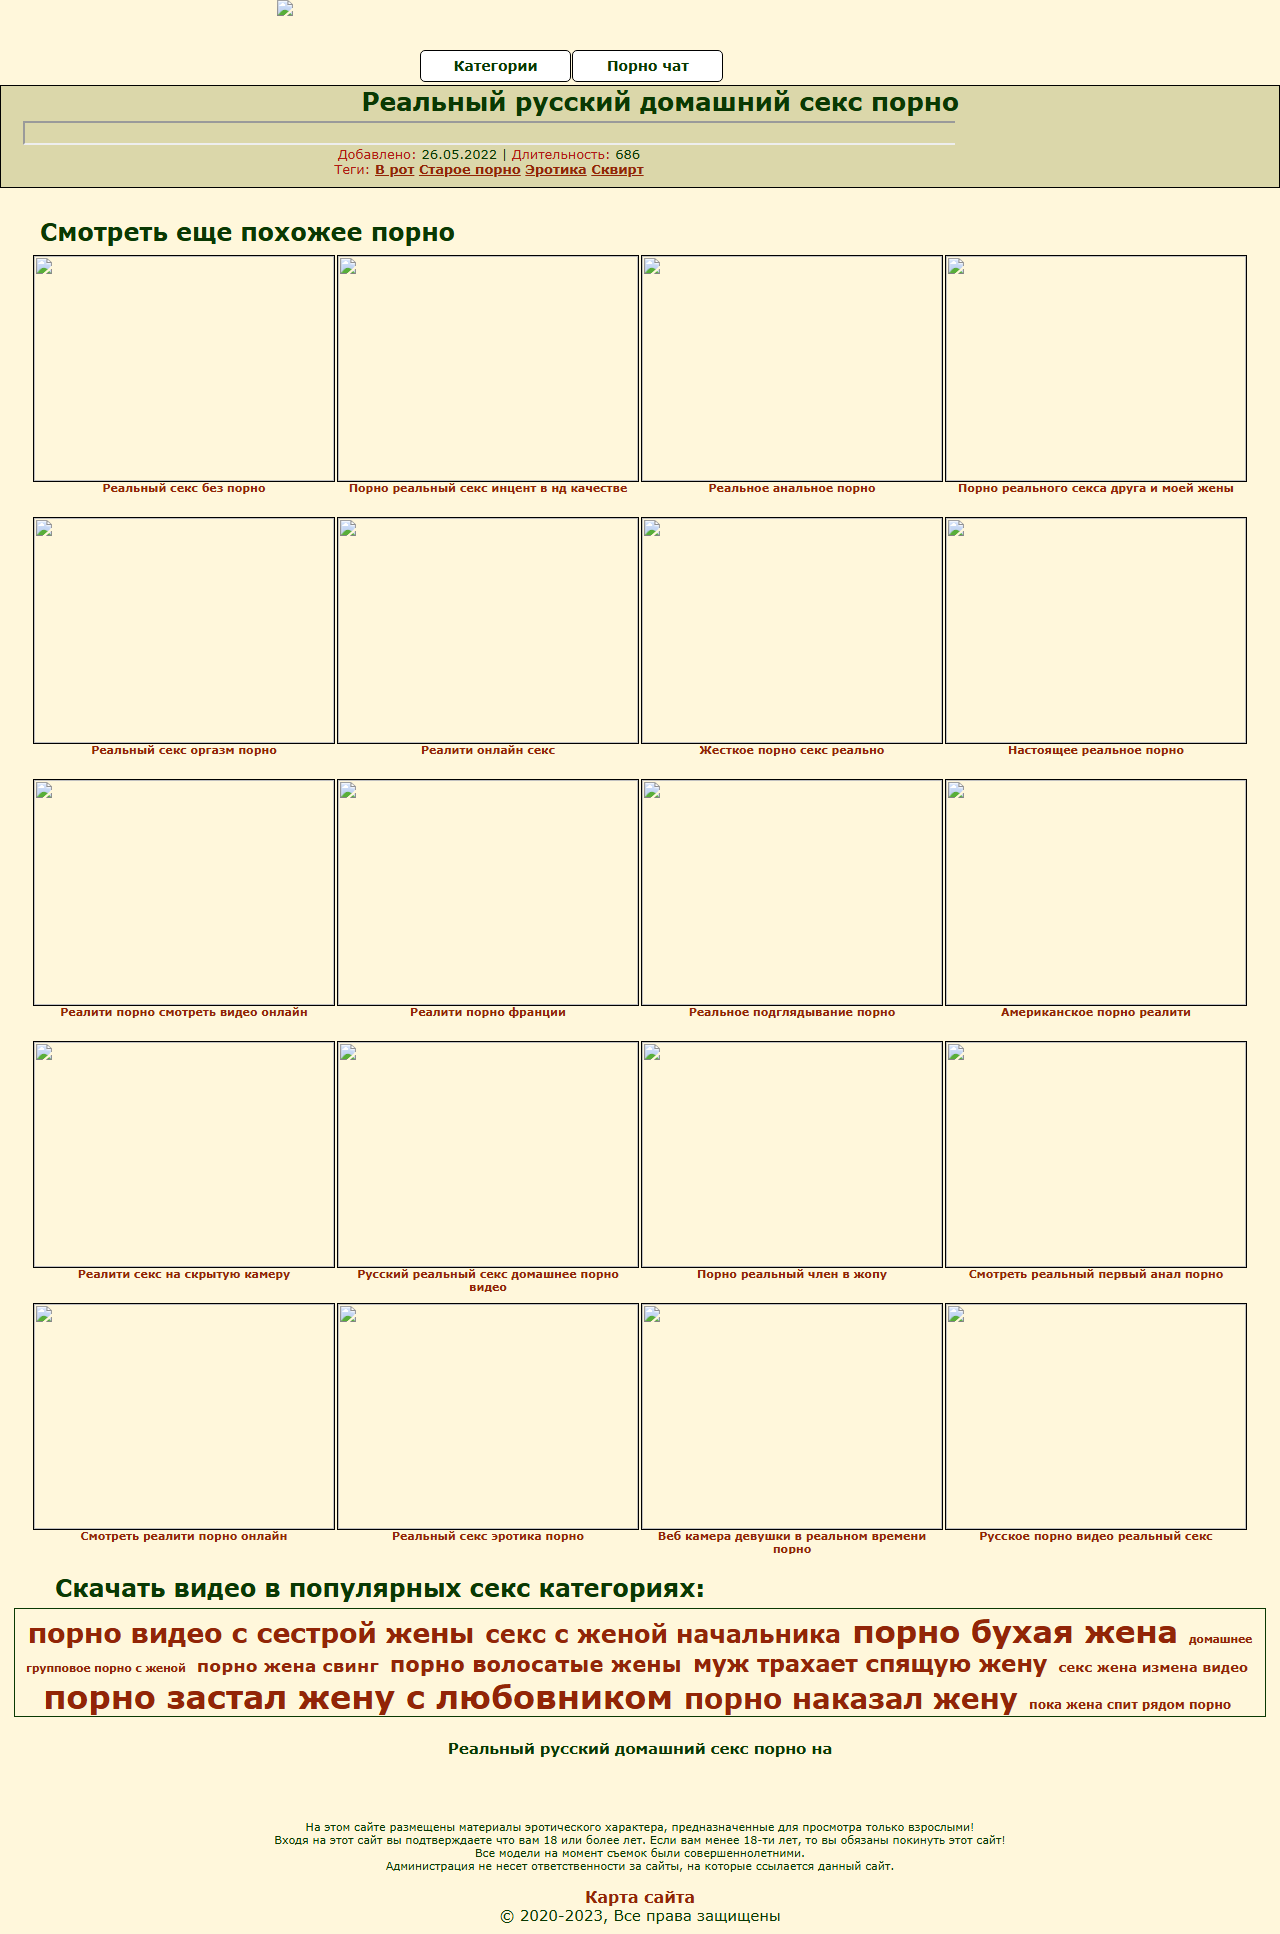 Категории
Порно чат
Реальный русский домашний секс порно
Добавлено: 26.05.2022 | Длительность: 686
Теги: В рот Старое порно Эротика Сквирт
Смотреть еще похожее порно
Реальный секс без порно
Порно реальный секс инцент в нд качестве
Реальное анальное порно
Порно реального секса друга и моей жены
Реальный секс оргазм порно
Реалити онлайн секс
Жесткое порно секс реально
Настоящее реальное порно
Реалити порно смотреть видео онлайн
Реалити порно франции
Реальное подглядывание порно
Американское порно реалити
Реалити секс на скрытую камеру
Русский реальный секс домашнее порно
видео
Порно реальный член в жопу
Смотреть реальный первый анал порно
Смотреть реалити порно онлайн
Реальный секс эротика порно
Веб камера девушки в реальном времени
порно
Русское порно видео реальный секс
Скачать видео в популярных секс категориях:
порно видео с сестрой жены секс с женой начальника порно бухая жена домашнее
групповое порно с женой порно жена свинг порно волосатые жены муж трахает спящую жену секс жена измена видео
порно застал жену с любовником порно наказал жену пока жена спит рядом порно
Реальный русский домашний секс порно на
На этом сайте размещены материалы эротического характера, предназначенные для просмотра только взрослыми!
Входя на этот сайт вы подтверждаете что вам 18 или более лет. Если вам менее 18-ти лет, то вы обязаны покинуть этот сайт!
Все модели на момент съемок были совершеннолетними.
Администрация не несет ответственности за сайты, на которые ссылается данный сайт.
Карта сайта
© 2020-2023, Все права защищены